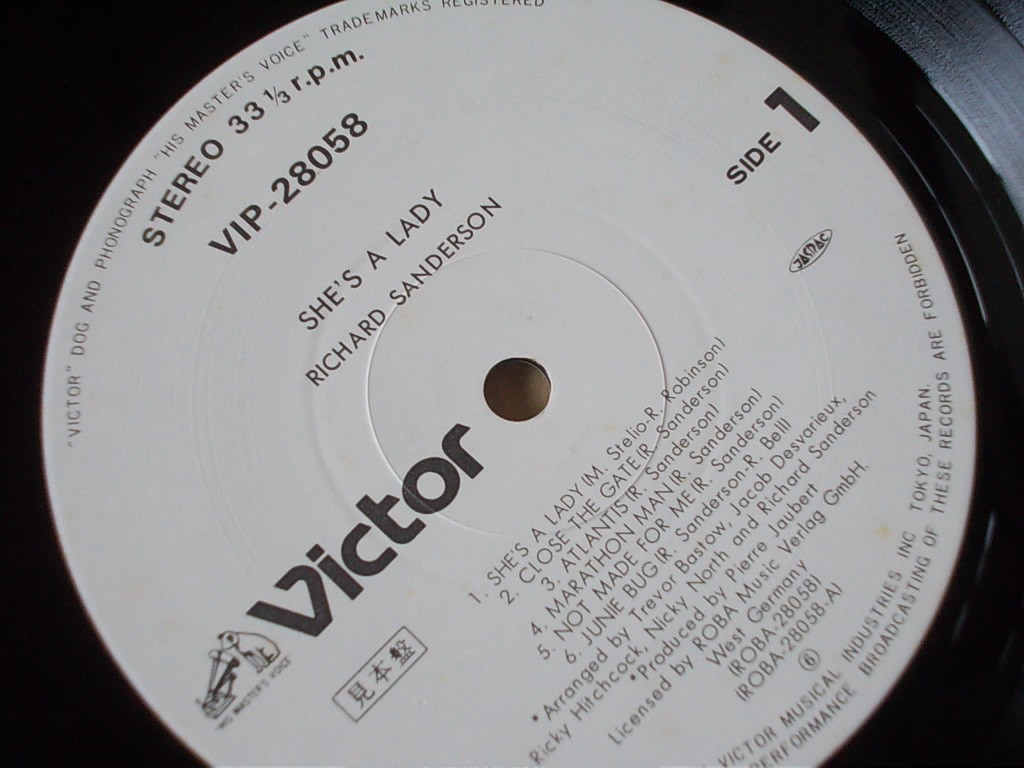 "VICTOR" DOG AND PHONOGRAPH "HIS MASTER'S VOICE" TRADEMARKS REGISTERED
STEREO 33 1/3 r.p.m.
VIP-28058
SIDE 1
SHE'S A LADY
RICHARD SANDERSON
JASRAC
Victor
HIS MASTER'S VOICE
見本盤
1. SHE'S A LADY (M. Stelio-R. Robinson)
2. CLOSE THE GATE (R. Sanderson)
3. ATLANTIS (R. Sanderson)
4. MARATHON MAN (R. Sanderson)
5. NOT MADE FOR ME (R. Sanderson)
6. JUNIE BUG (R. Sanderson-R. Bell)
*Arranged by Trevor Bastow, Jacob Desvarieux,
Ricky Hitchcock, Nicky North and Richard Sanderson
*Produced by Pierre Jaubert
Licensed by ROBA Music Verlag GmbH.
West Germany
(ROBA-28058)
(ROBA-28058-A)
⑥
VICTOR MUSICAL INDUSTRIES INC TOKYO, JAPAN.
PERFORMANCE BROADCASTING OF THESE RECORDS ARE FORBIDDEN